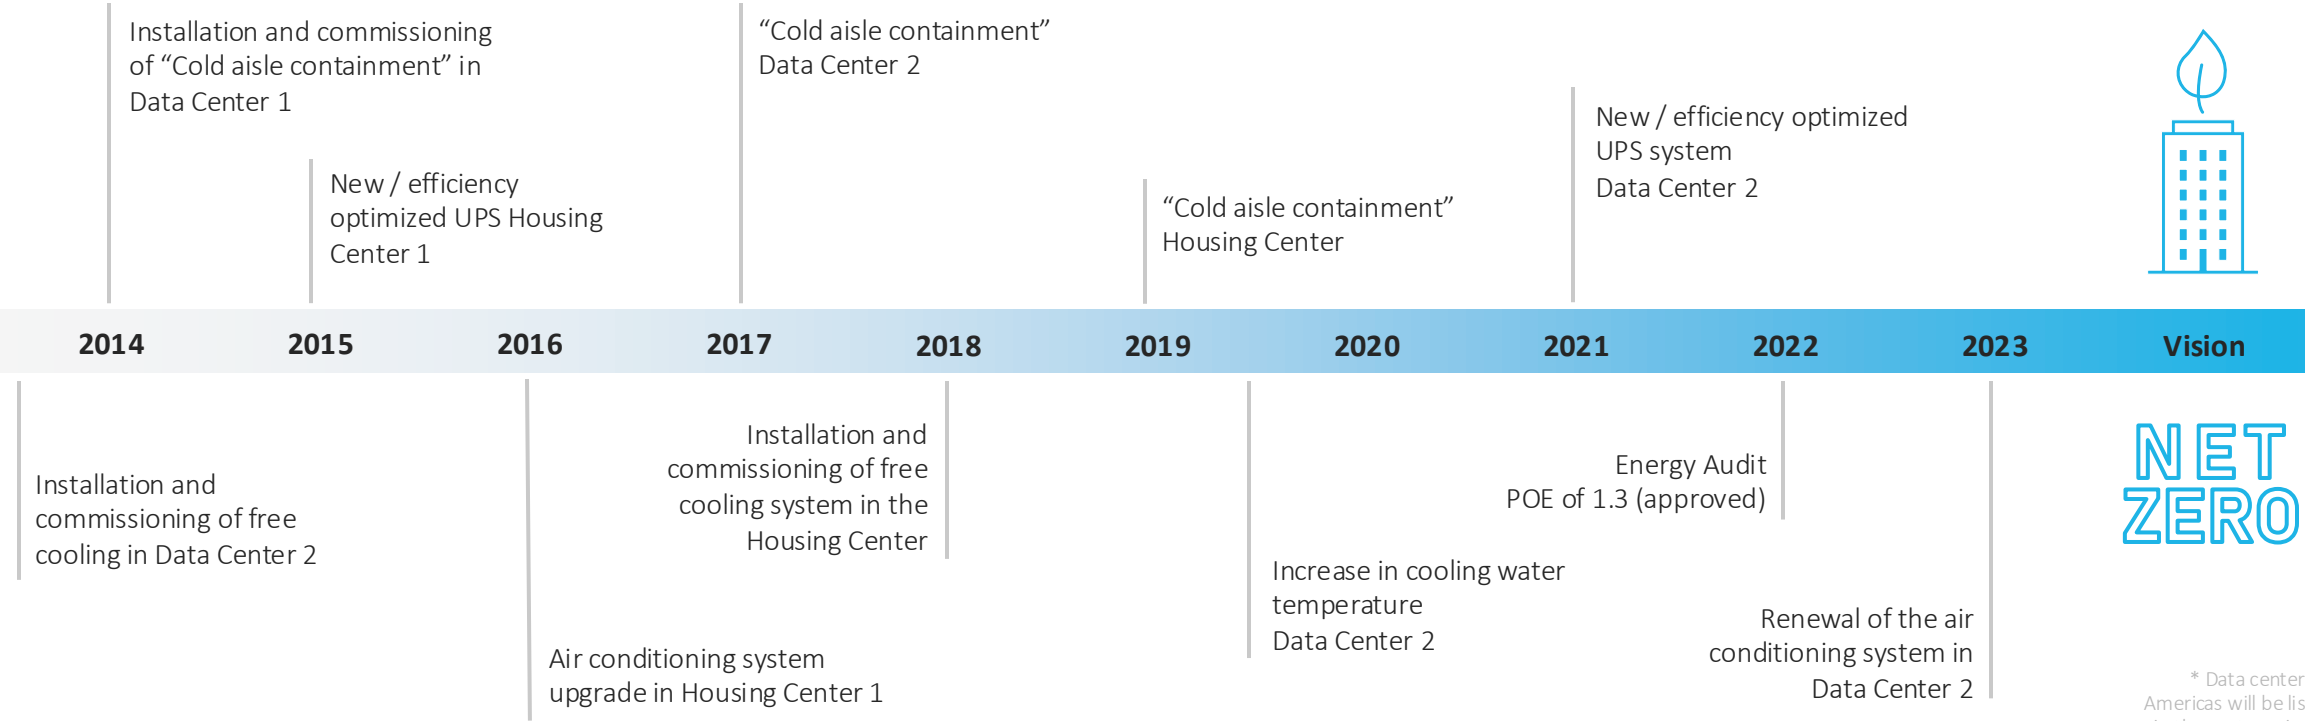 Installation and commissioning
of “Cold aisle containment” in
Data Center 1
New / efficiency
optimized UPS Housing
Center 1
“Cold aisle containment”
Data Center 2
“Cold aisle containment”
Housing Center
New / efficiency optimized
UPS system
Data Center 2
2014
2015
2016
2017
2018
2019
2020
2021
2022
2023
Vision
Installation and
commissioning of free
cooling in Data Center 2
Air conditioning system
upgrade in Housing Center 1
Installation and
commissioning of free
cooling system in the
Housing Center
Increase in cooling water
temperature
Data Center 2
Energy Audit
POE of 1.3 (approved)
Renewal of the air
conditioning system in
Data Center 2
NET
ZERO
* Data center
Americas will be lis